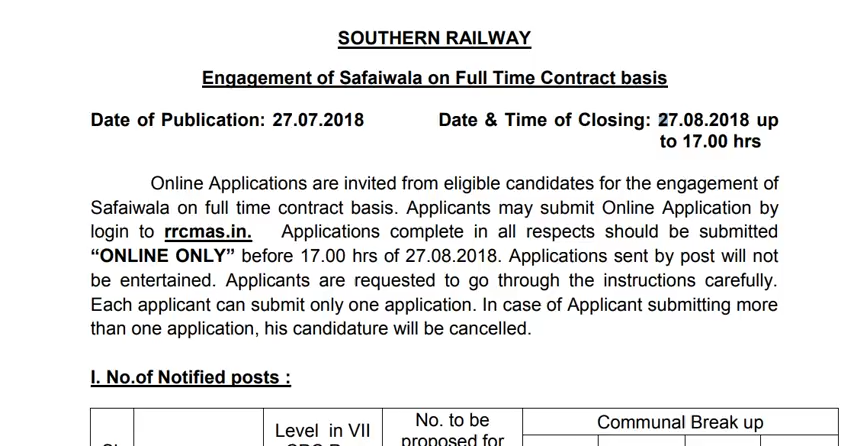 SOUTHERN RAILWAY
Engagement of Safaiwala on Full Time Contract basis
Date of Publication: 27.07.2018 Date & Time of Closing: 27.08.2018 up
to 17.00 hrs
Online Applications are invited from eligible candidates for the engagement of
Safaiwala on full time contract basis. Applicants may submit Online Application by
login to rrcmas.in. Applications complete in all respects should be submitted
“ONLINE ONLY” before 17.00 hrs of 27.08.2018. Applications sent by post will not
be entertained. Applicants are requested to go through the instructions carefully.
Each applicant can submit only one application. In case of Applicant submitting more
than one application, his candidature will be cancelled.
I. No.of Notified posts :
Level in VII
No. to be
proposed for
Communal Break up